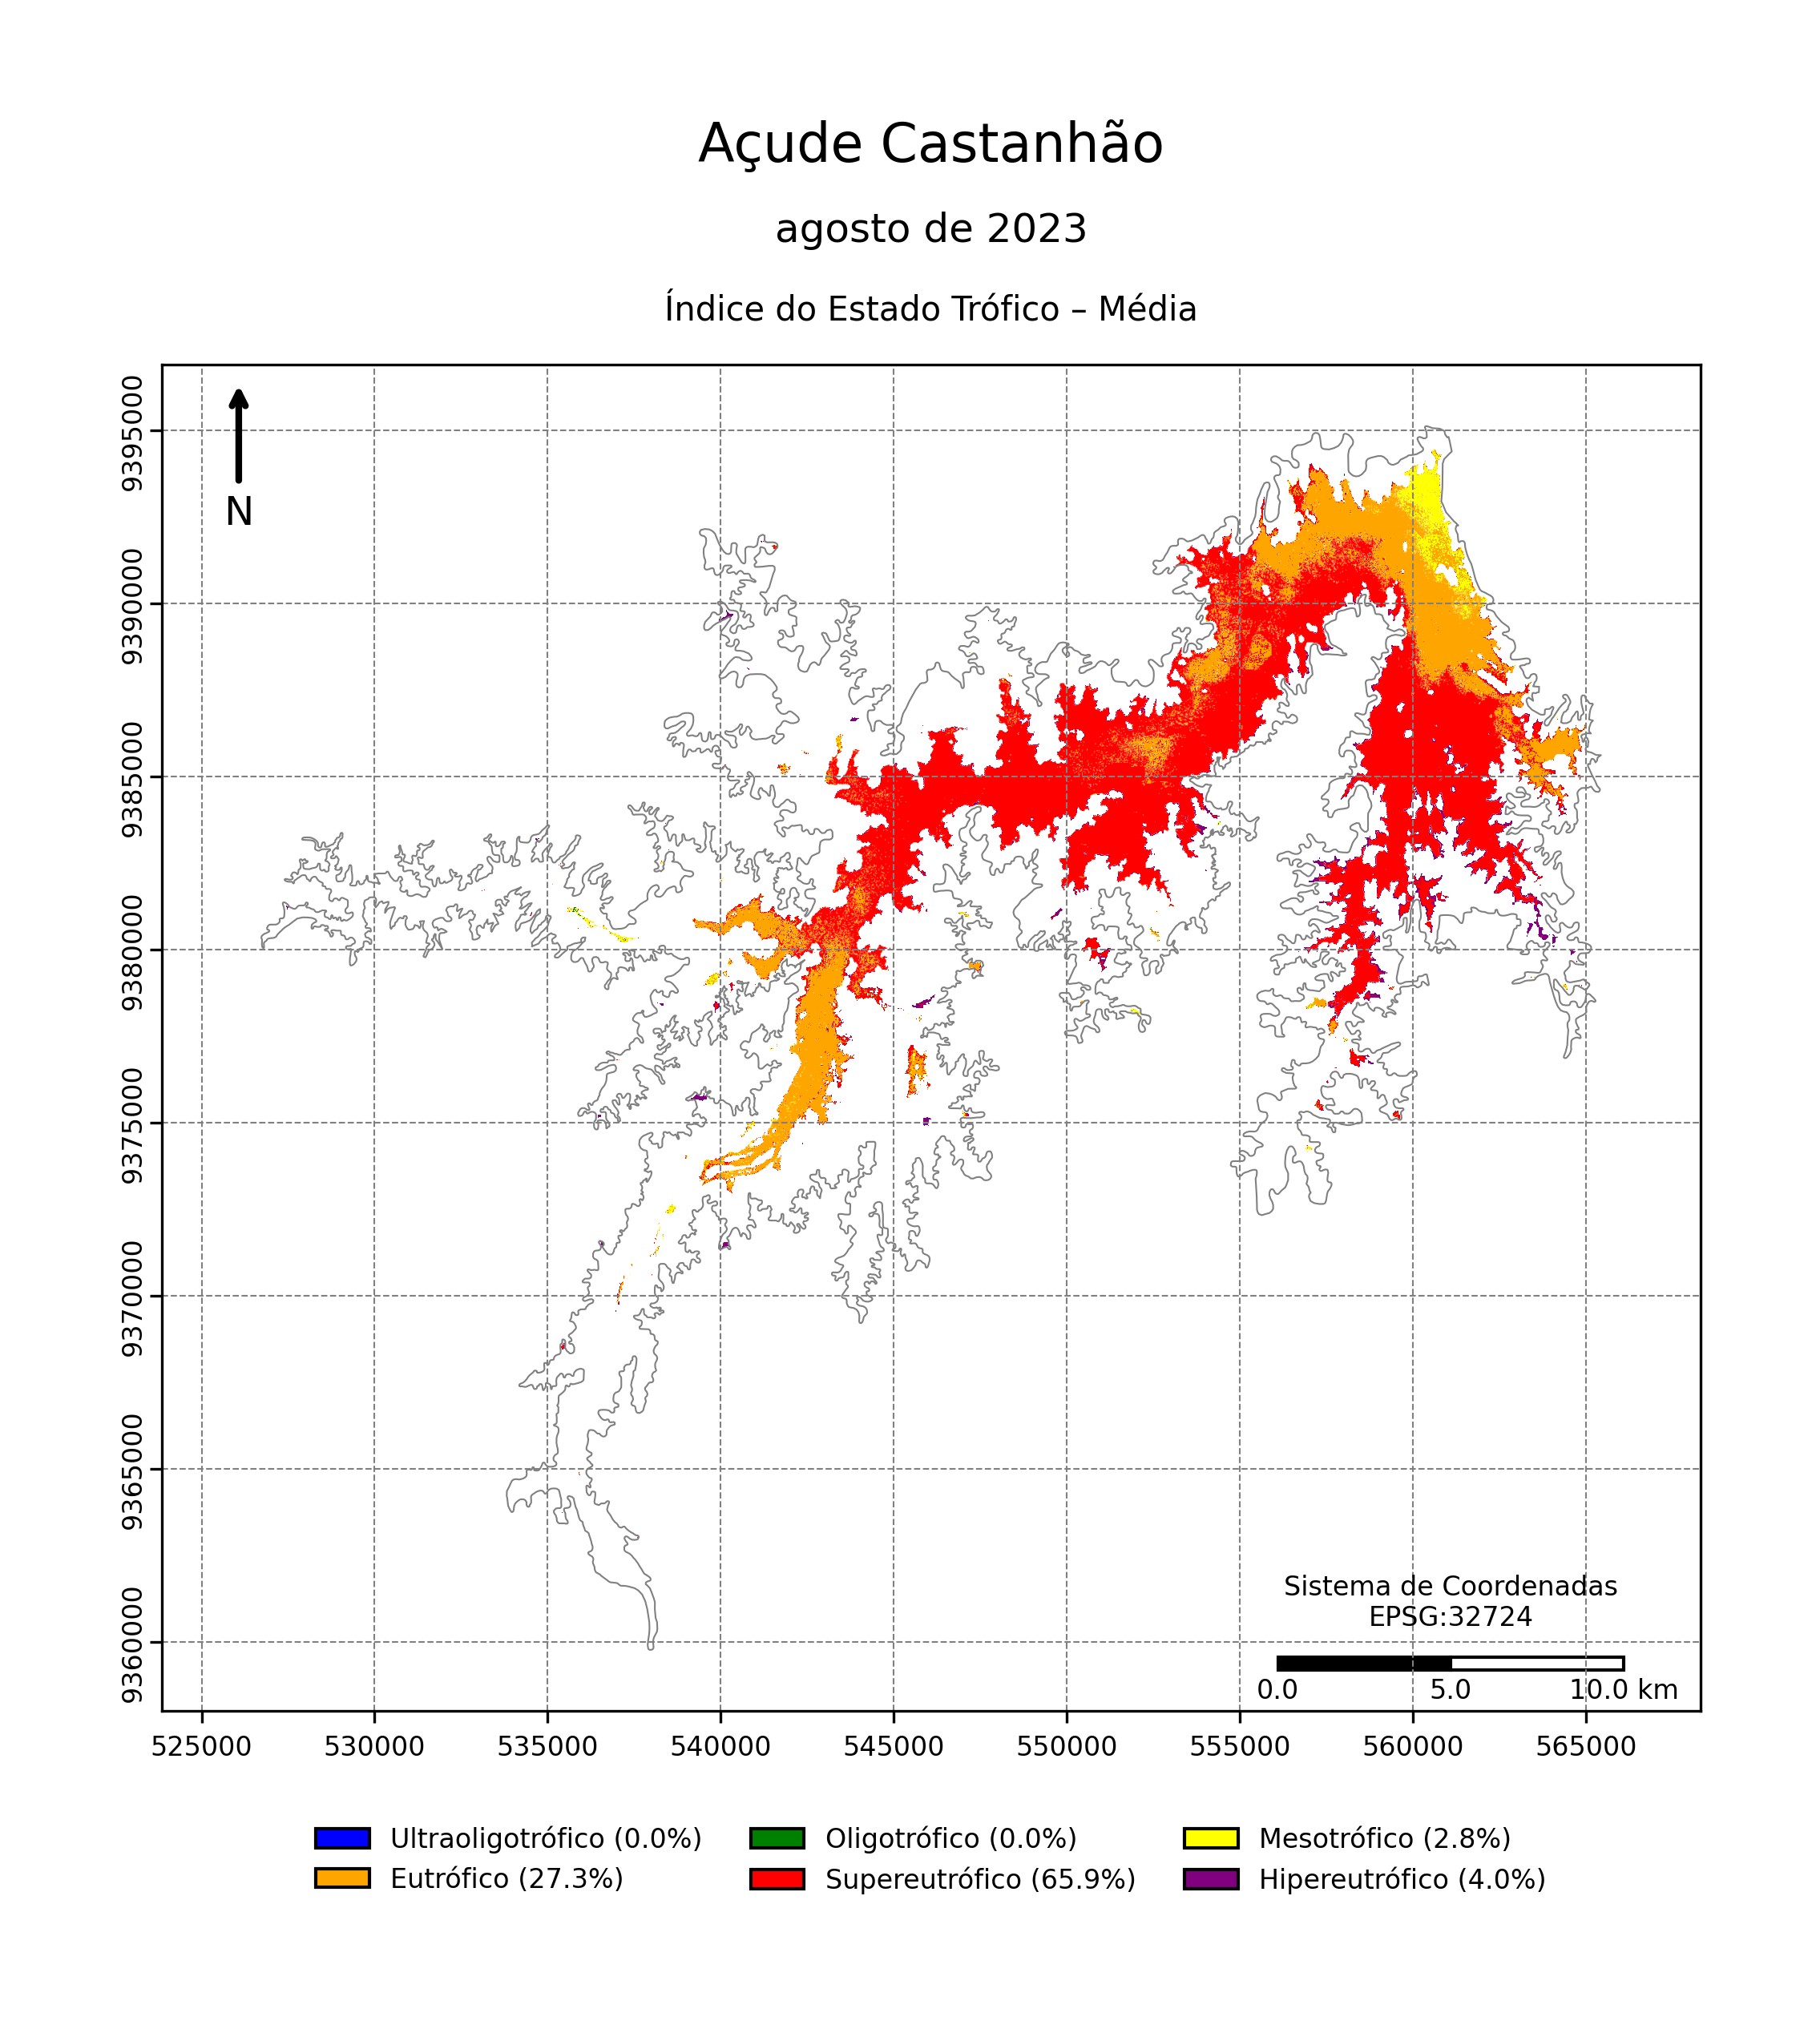 Açude Castanhão
agosto de 2023
Índice do Estado Trófico – Média
N
9395000
9390000
9385000
9380000
9375000
9370000
9365000
9360000
Sistema de Coordenadas
EPSG:32724
0.0 5.0 10.0 km
525000 530000 535000 540000 545000 550000 555000 560000 565000
Ultraoligotrófico (0.0%) Oligotrófico (0.0%) Mesotrófico (2.8%)
Eutrófico (27.3%) Supereutrófico (65.9%) Hipereutrófico (4.0%)